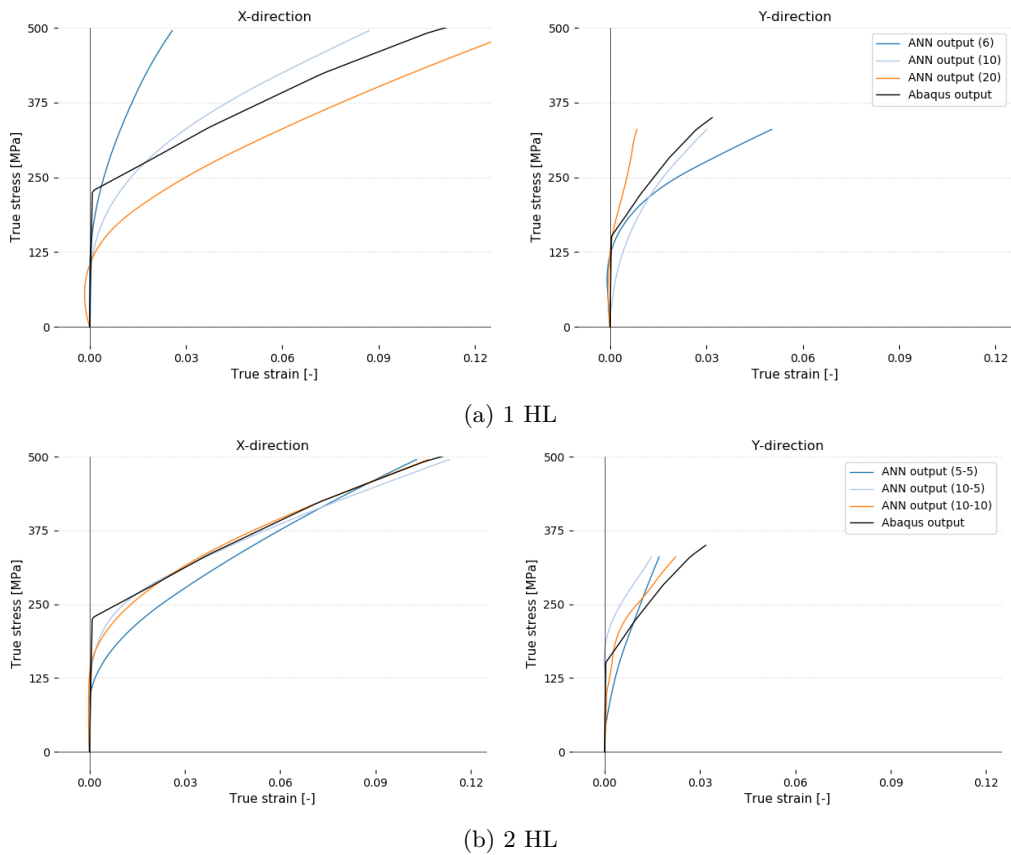 X-direction
Y-direction
500
375
250
125
0
True stress [MPa]
0.00 0.03 0.06 0.09 0.12
True strain [-]
500
375
250
125
0
True stress [MPa]
0.00 0.03 0.06 0.09 0.12
True strain [-]
ANN output (6)
ANN output (10)
ANN output (20)
Abaqus output
(a) 1 HL
X-direction
Y-direction
500
375
250
125
0
True stress [MPa]
0.00 0.03 0.06 0.09 0.12
True strain [-]
500
375
250
125
0
True stress [MPa]
0.00 0.03 0.06 0.09 0.12
True strain [-]
ANN output (5-5)
ANN output (10-5)
ANN output (10-10)
Abaqus output
(b) 2 HL